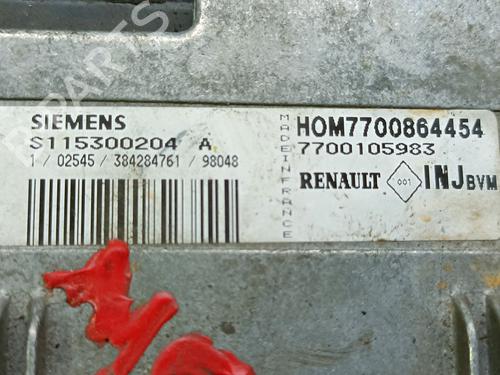 SIEMENS
S115300204 A
1 / 02545 / 384284761 / 98048
MADE IN FRANCE
HOM7700864454
7700105983
RENAULT 001 INJ BVM